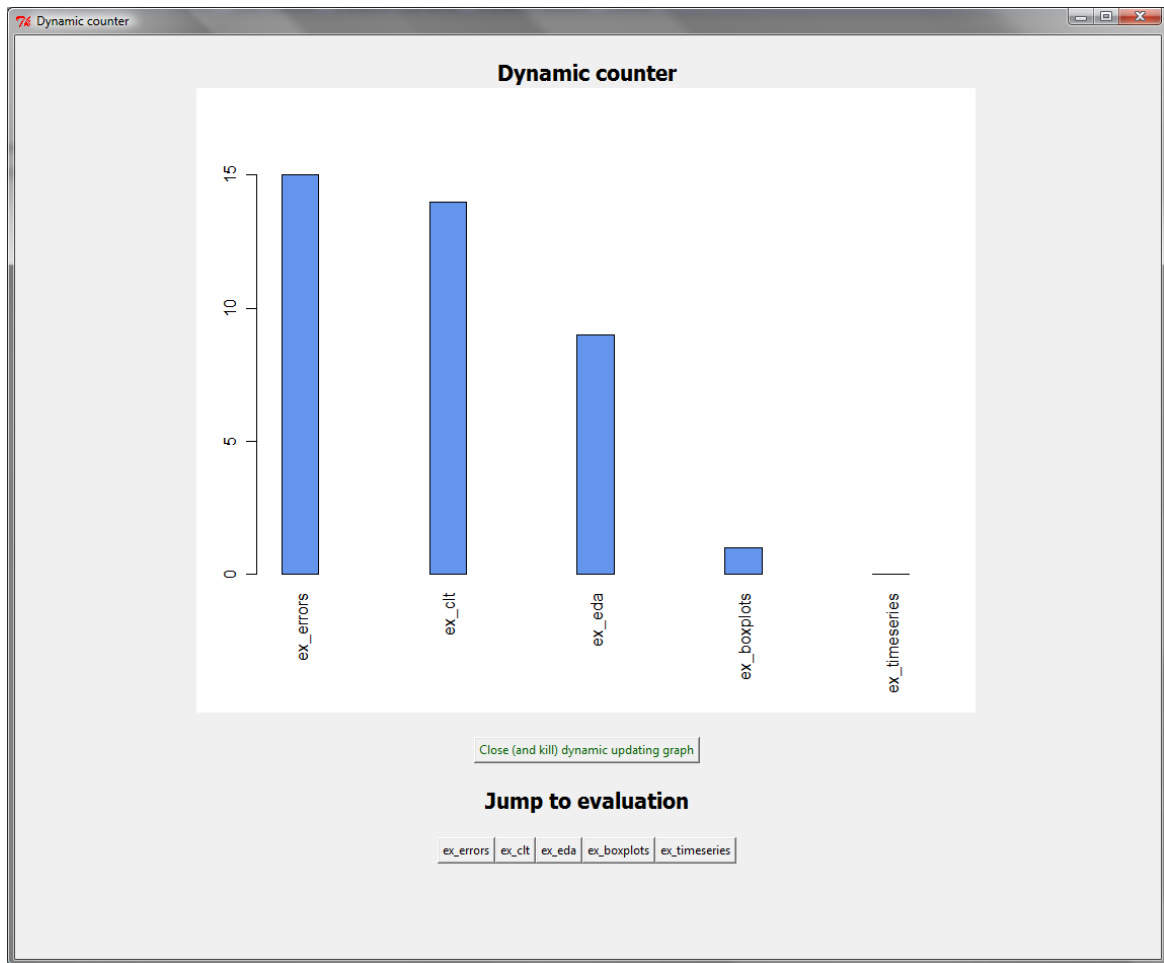 Dynamic counter
Dynamic counter
15
10
5
0
ex_errors
ex_clt
ex_eda
ex_boxplots
ex_timeseries
Close (and kill) dynamic updating graph
Jump to evaluation
ex_errors ex_clt ex_eda ex_boxplots ex_timeseries